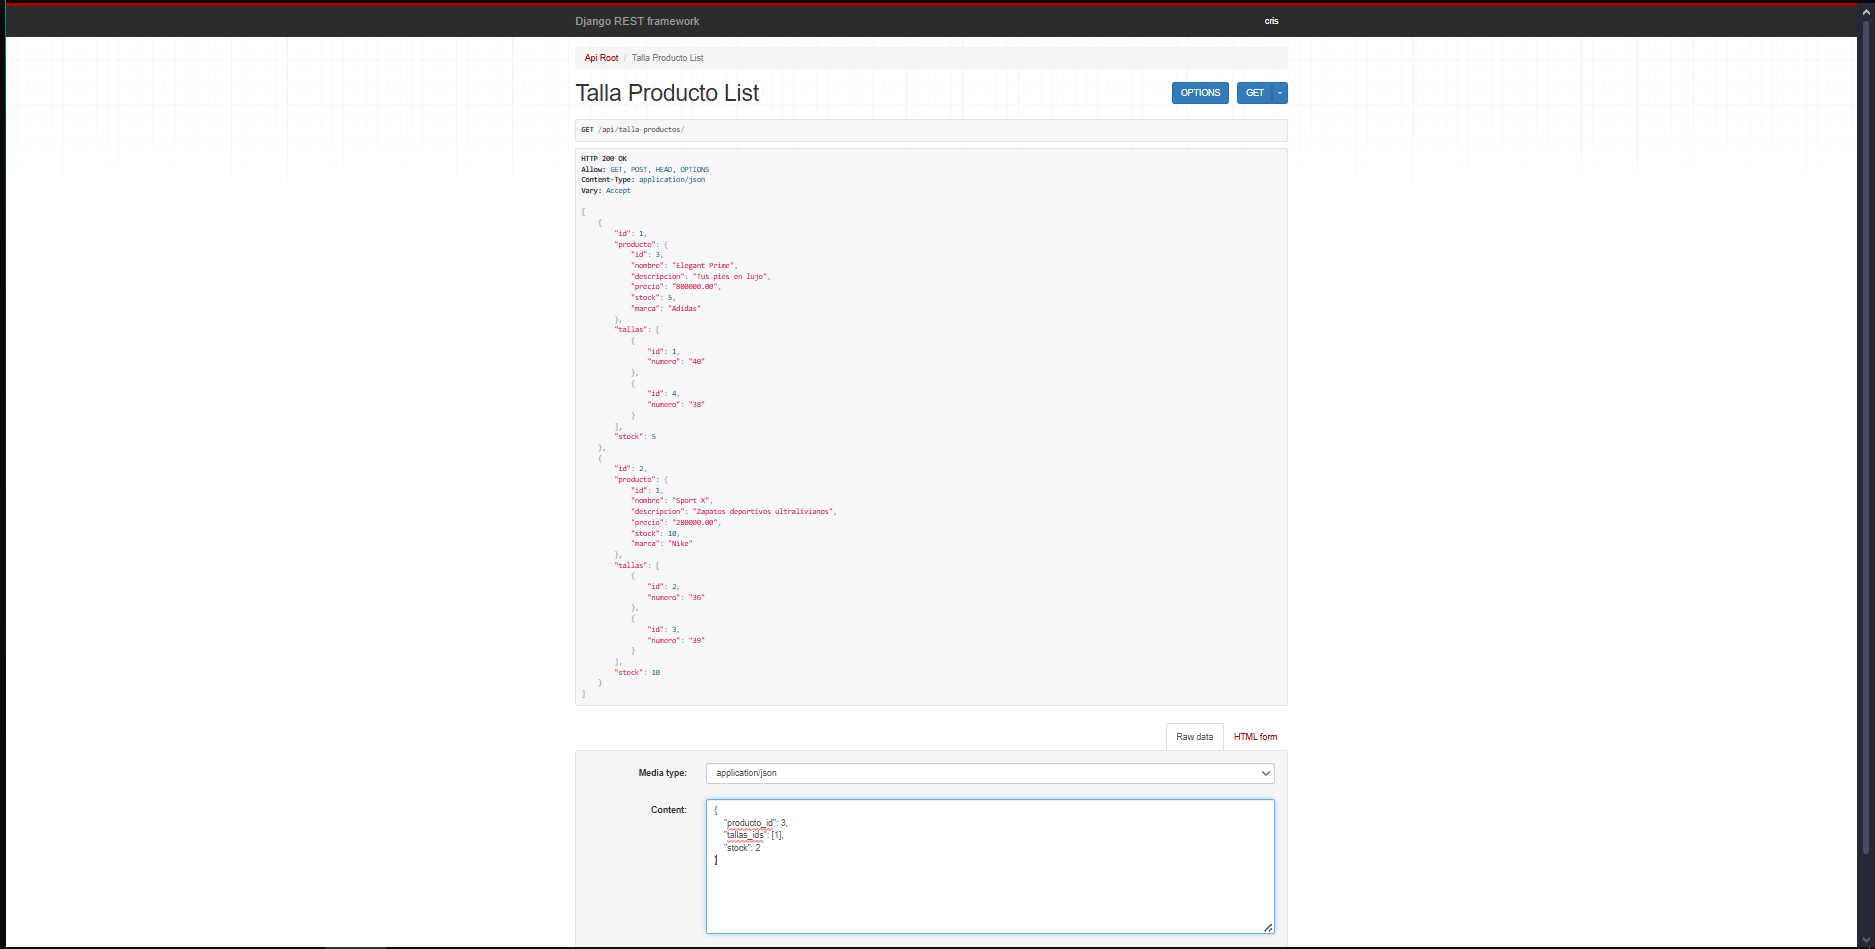 Django REST framework
cris
Api Root / Talla Producto List
Talla Producto List
OPTIONS
GET
GET /api/talla-productos/
HTTP 200 OK
Allow: GET, POST, HEAD, OPTIONS
Content-Type: application/json
Vary: Accept
[
{
"id": 1,
"producto": {
"id": 3,
"nombre": "Elegant Prime",
"descripcion": "Tus pies en lujo",
"precio": "800000.00",
"stock": 5,
"marca": "Adidas"
},
"tallas": [
{
"id": 1,
"numero": "40"
},
{
"id": 4,
"numero": "38"
}
],
"stock": 5
},
{
"id": 2,
"producto": {
"id": 1,
"nombre": "Sport X",
"descripcion": "Zapatos deportivos ultralivianos",
"precio": "280000.00",
"stock": 10,
"marca": "Nike"
},
"tallas": [
{
"id": 2,
"numero": "36"
},
{
"id": 3,
"numero": "39"
}
],
"stock": 10
}
]
Raw data
HTML form
Media type:
application/json
Content:
{
"producto_id": 3,
"tallas_ids": [1],
"stock": 2
}